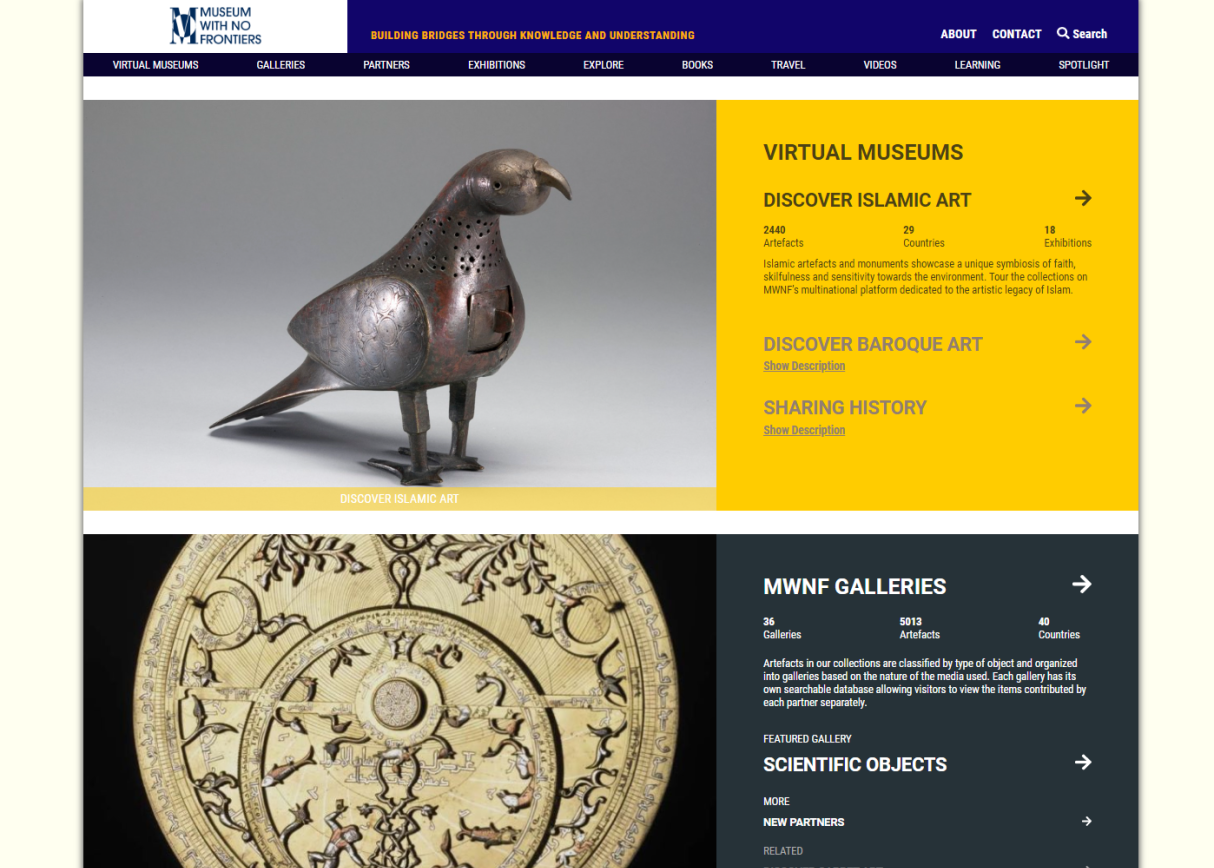 MUSEUM
WITH NO
FRONTIERS
BUILDING BRIDGES THROUGH KNOWLEDGE AND UNDERSTANDING
ABOUT CONTACT Search
VIRTUAL MUSEUMS GALLERIES PARTNERS EXHIBITIONS EXPLORE BOOKS TRAVEL VIDEOS LEARNING SPOTLIGHT
VIRTUAL MUSEUMS
DISCOVER ISLAMIC ART
2440 29 18
Artefacts Countries Exhibitions
Islamic artefacts and monuments showcase a unique symbiosis of faith,
skilfulness and sensitivity towards the environment. Tour the collections on
MWNF's multinational platform dedicated to the artistic legacy of Islam.
DISCOVER BAROQUE ART
Show Description
SHARING HISTORY
Show Description
DISCOVER ISLAMIC ART
MWNF GALLERIES
36 5013 40
Galleries Artefacts Countries
Artefacts in our collections are classified by type of object and organized
into galleries based on the nature of the media used. Each gallery has its
own searchable database allowing visitors to view the items contributed by
each partner separately.
FEATURED GALLERY
SCIENTIFIC OBJECTS
MORE
NEW PARTNERS
RELATED